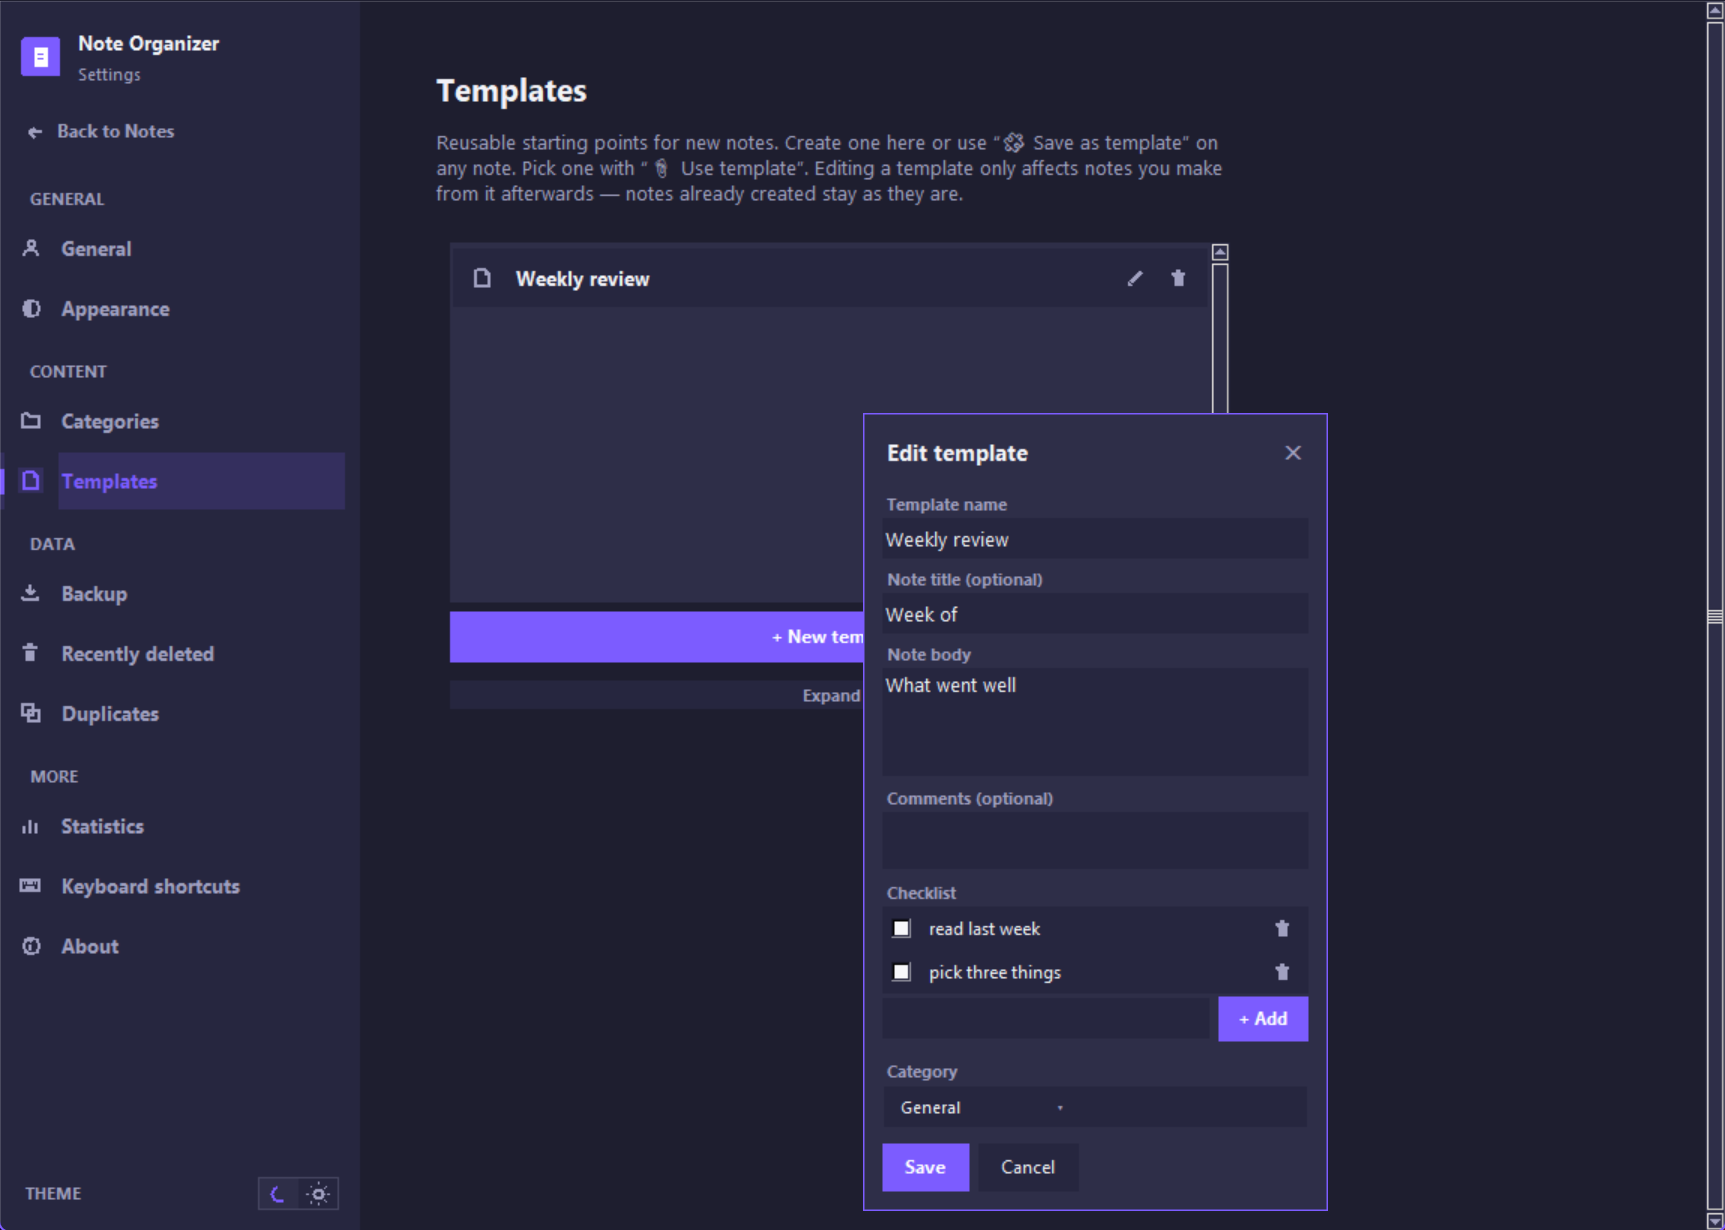 Note Organizer
Settings
Back to Notes
GENERAL
General
Appearance
CONTENT
Categories
Templates
DATA
Backup
Recently deleted
Duplicates
MORE
Statistics
Keyboard shortcuts
About
THEME
Templates
Reusable starting points for new notes. Create one here or use “ Save as template” on
any note. Pick one with “ Use template”. Editing a template only affects notes you make
from it afterwards — notes already created stay as they are.
Weekly review
+ New tem
Expand
Edit template
Template name
Weekly review
Note title (optional)
Week of
Note body
What went well
Comments (optional)
Checklist
read last week
pick three things
+ Add
Category
General
Save
Cancel